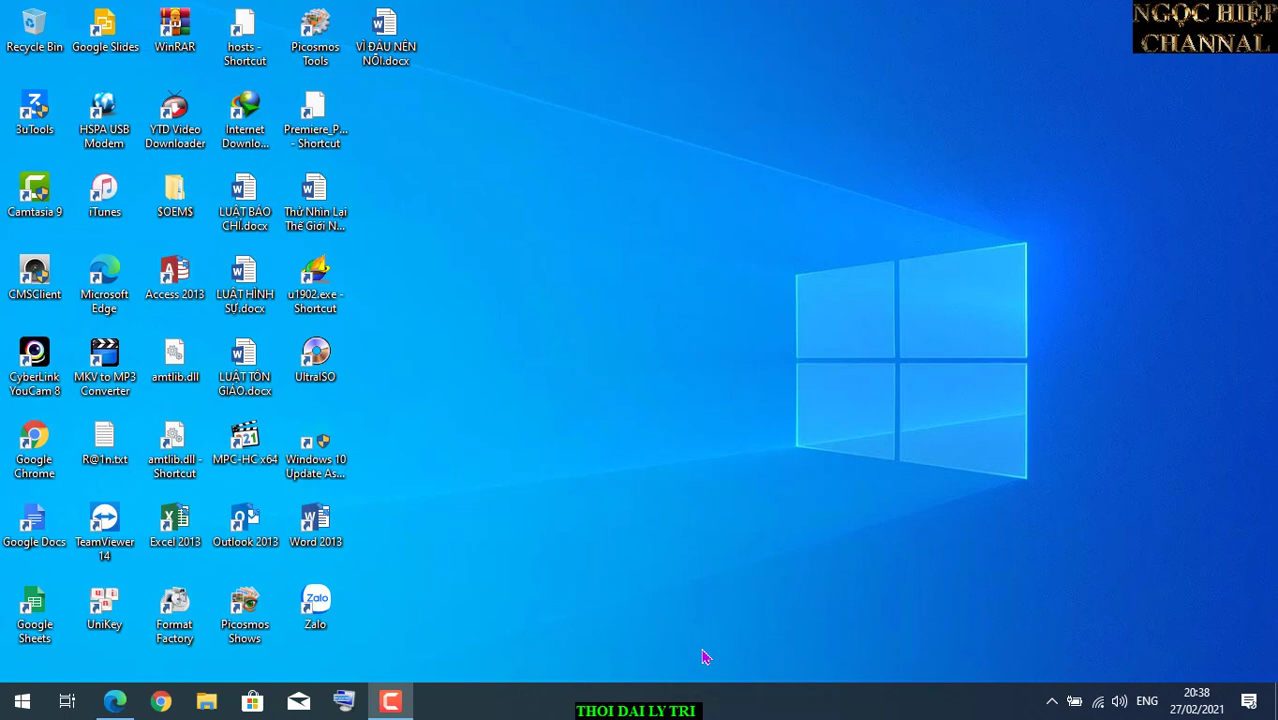 NGỌC HIỆP
CHANNAL
Recycle Bin
Google Slides
WinRAR
hosts -
Shortcut
Picosmos
Tools
VÌ ĐÂU NÊN
NỖI.docx
3uTools
HSPA USB
Modem
YTD Video
Downloader
Internet
Downlo...
Premiere_P...
- Shortcut
Camtasia 9
iTunes
$OEM$
LUẬT BÁO
CHÍ.docx
Thử Nhìn Lại
Thế Giới N...
CMSClient
Microsoft
Edge
Access 2013
LUẬT HÌNH
SỰ.docx
u1902.exe -
Shortcut
CyberLink
YouCam 8
MKV to MP3
Converter
amtlib.dll
LUẬT TÔN
GIÁO.docx
UltraISO
Google
Chrome
R@1n.txt
amtlib.dll -
Shortcut
MPC-HC x64
Windows 10
Update As...
Google Docs
TeamViewer
14
Excel 2013
Outlook 2013
Word 2013
Google
Sheets
UniKey
Format
Factory
Picosmos
Shows
Zalo
Zalo
ENG
20:38
27/02/2021
THOI DAI LY TRI